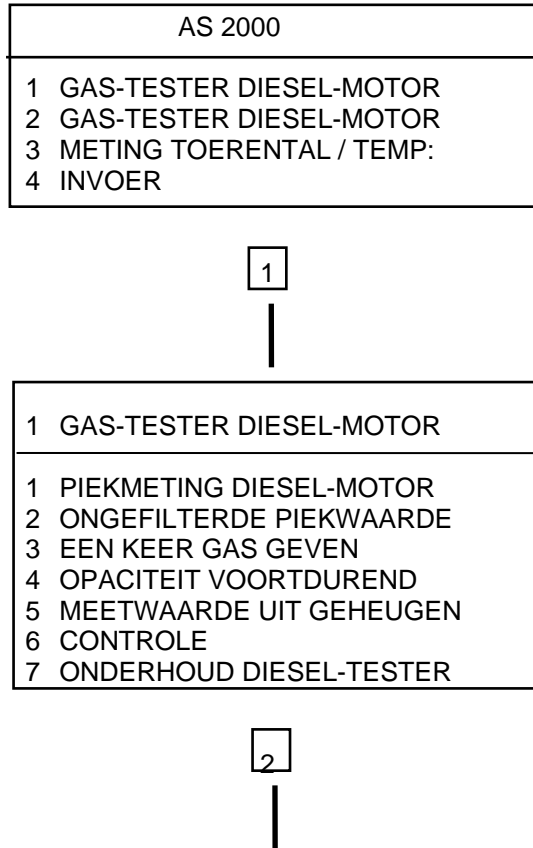 AS 2000
1 GAS-TESTER DIESEL-MOTOR
2 GAS-TESTER DIESEL-MOTOR
3 METING TOERENTAL / TEMP:
4 INVOER
1
1 GAS-TESTER DIESEL-MOTOR
1 PIEKMETING DIESEL-MOTOR
2 ONGEFILTERDE PIEKWAARDE
3 EEN KEER GAS GEVEN
4 OPACITEIT VOORTDUREND
5 MEETWAARDE UIT GEHEUGEN
6 CONTROLE
7 ONDERHOUD DIESEL-TESTER
2